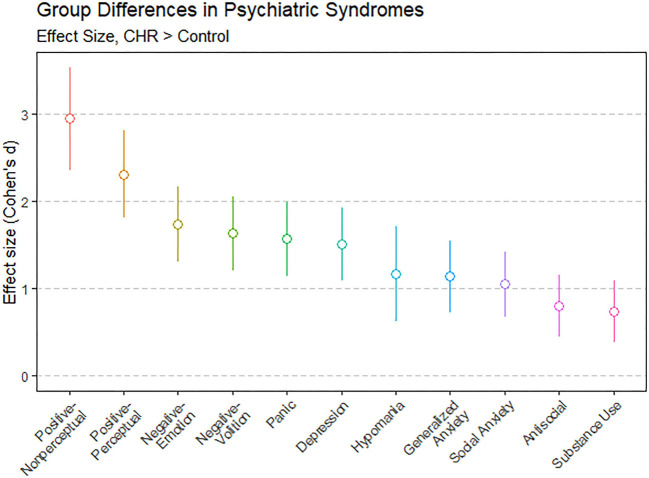 Group Differences in Psychiatric Syndromes
Effect Size, CHR > Control
Effect size (Cohen's d)
3
2
1
0
Positive-
Nonperceptual
Positive-
Perceptual
Negative-
Emotion
Negative-
Volition
Panic
Depression
Hypomania
Generalized
Anxiety
Social Anxiety
Antisocial
Substance Use